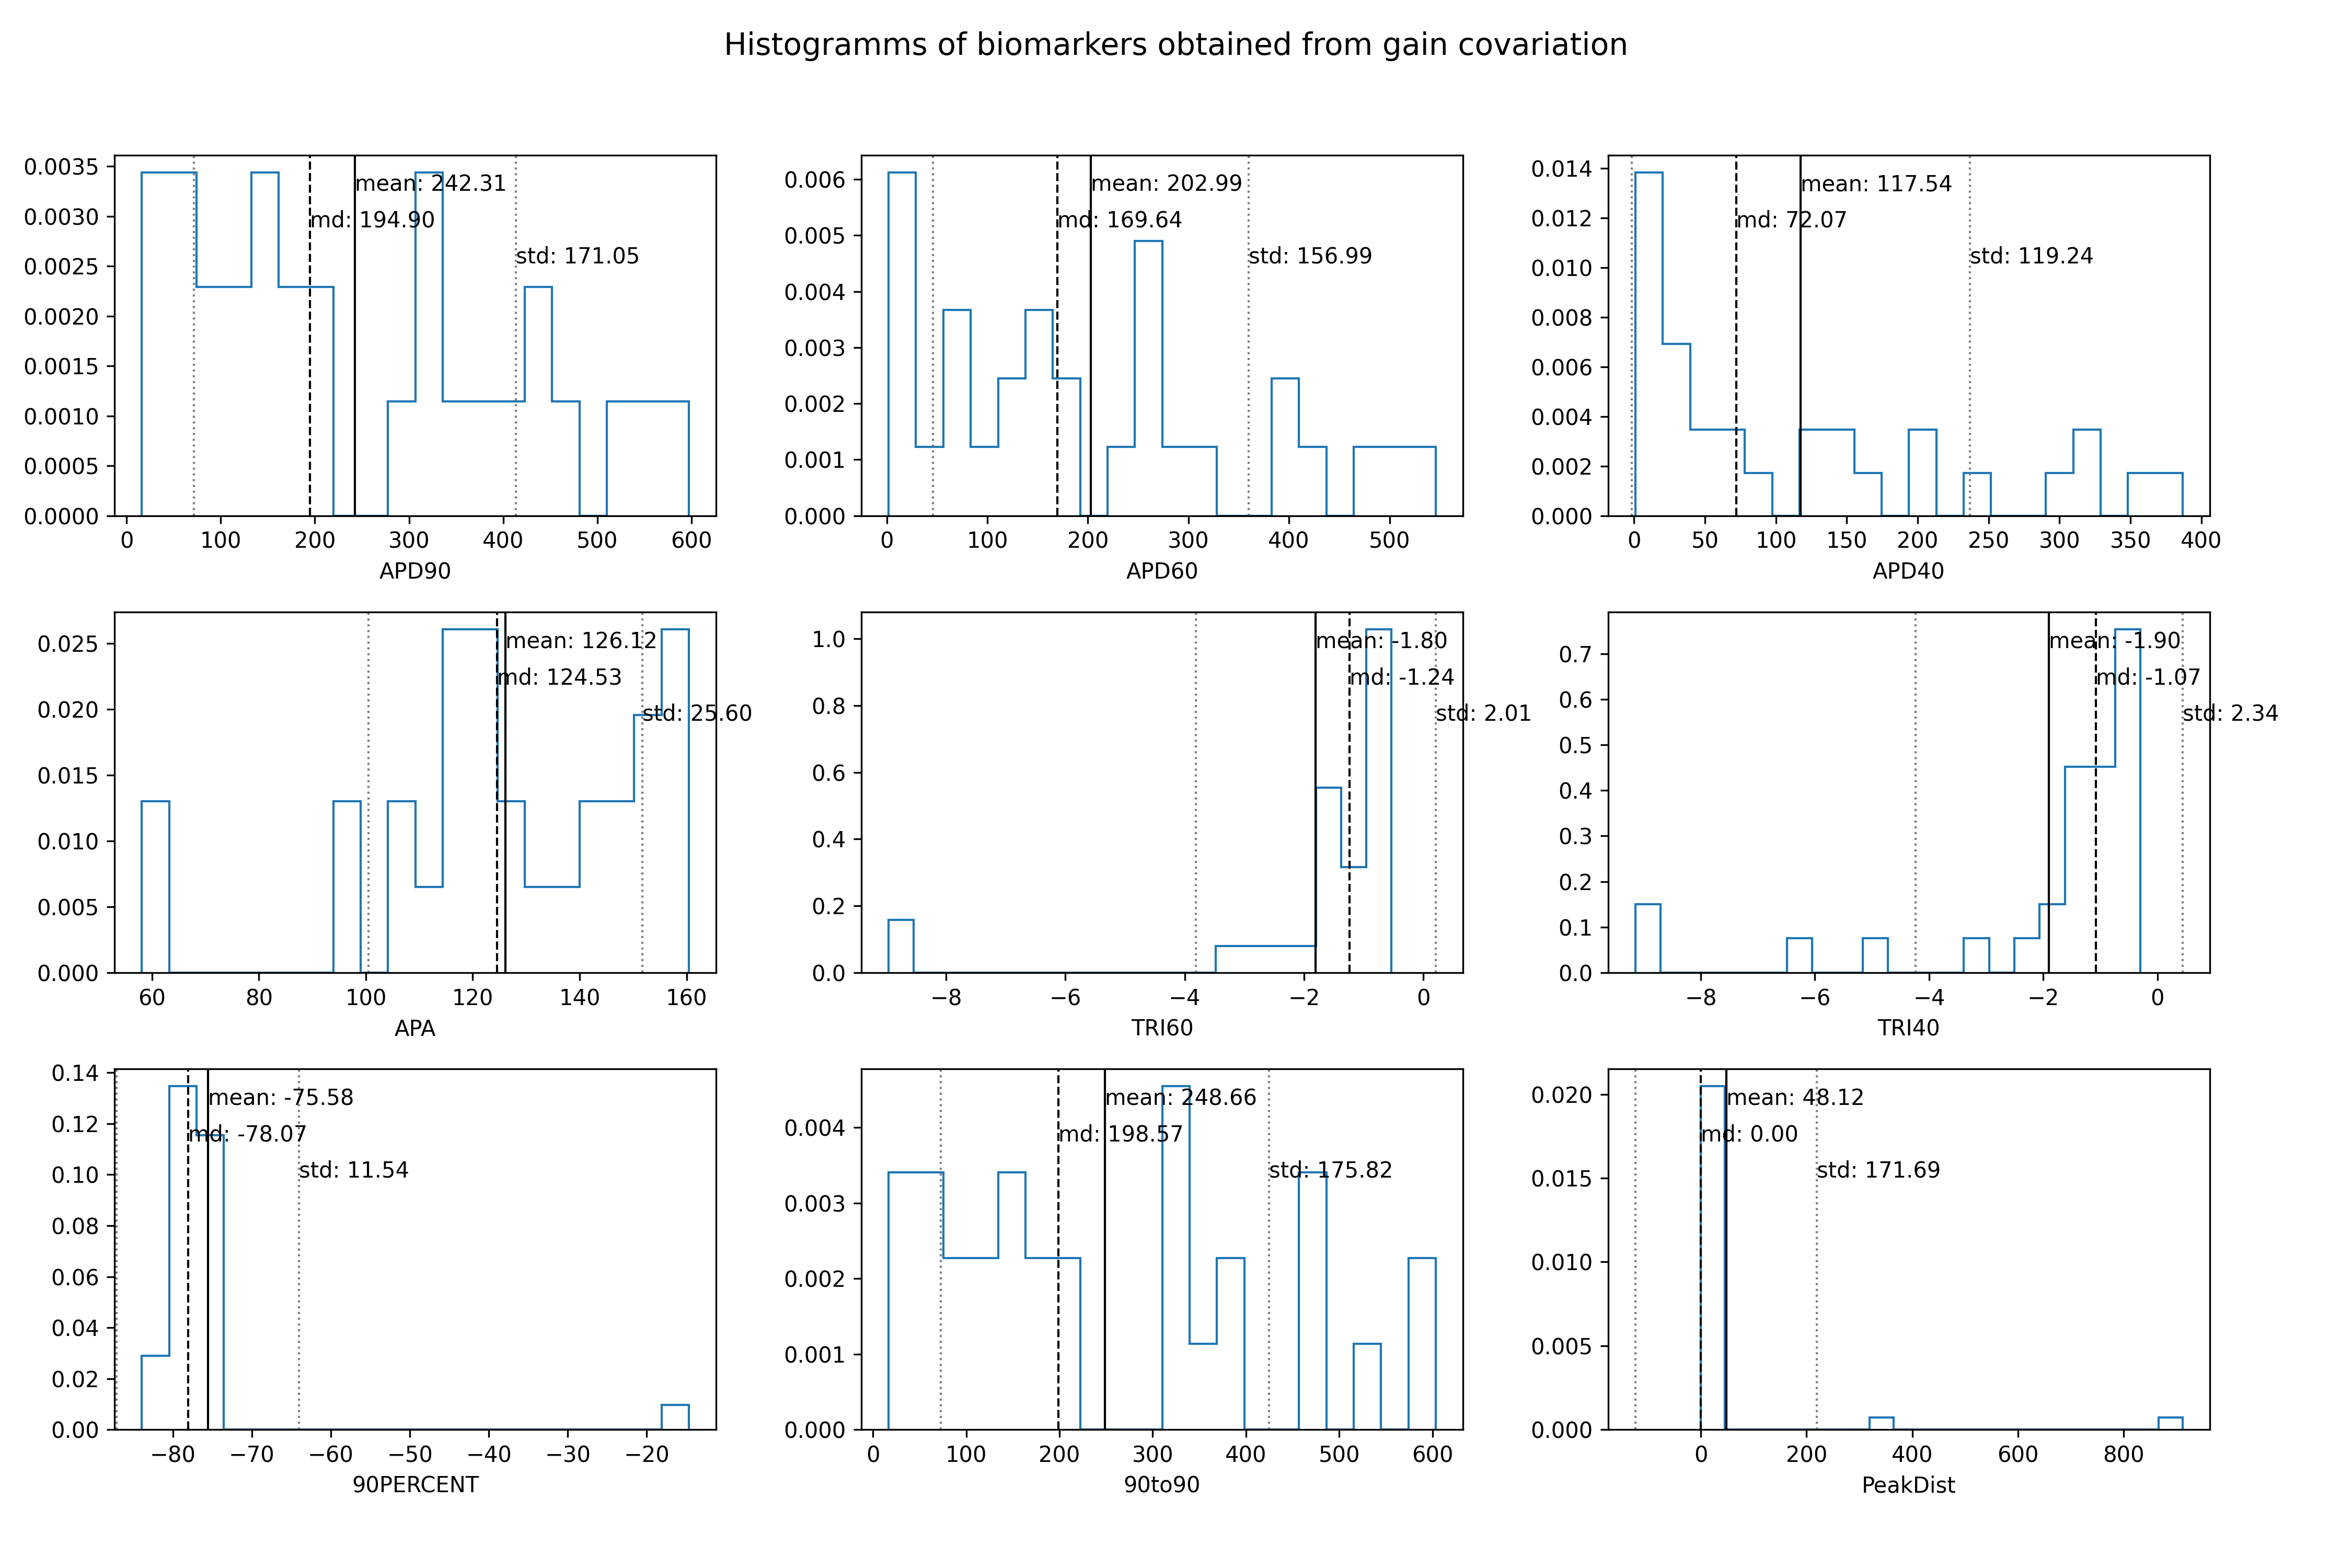 Histogramms of biomarkers obtained from gain covariation
0.0035
0.0030
0.0025
0.0020
0.0015
0.0010
0.0005
0.0000
mean: 242.31
md: 194.90
std: 171.05
0 100 200 300 400 500 600
APD90
0.006
0.005
0.004
0.003
0.002
0.001
0.000
mean: 202.99
md: 169.64
std: 156.99
0 100 200 300 400 500
APD60
0.014
0.012
0.010
0.008
0.006
0.004
0.002
0.000
mean: 117.54
md: 72.07
std: 119.24
0 50 100 150 200 250 300 350 400
APD40
0.025
0.020
0.015
0.010
0.005
0.000
mean: 126.12
md: 124.53
std: 25.60
60 80 100 120 140 160
APA
1.0
0.8
0.6
0.4
0.2
0.0
mean: -1.80
md: -1.24
std: 2.01
−8 −6 −4 −2 0
TRI60
0.7
0.6
0.5
0.4
0.3
0.2
0.1
0.0
mean: -1.90
md: -1.07
std: 2.34
−8 −6 −4 −2 0
TRI40
0.14
0.12
0.10
0.08
0.06
0.04
0.02
0.00
mean: -75.58
md: -78.07
std: 11.54
−80 −70 −60 −50 −40 −30 −20
90PERCENT
0.004
0.003
0.002
0.001
0.000
mean: 248.66
md: 198.57
std: 175.82
0 100 200 300 400 500 600
90to90
0.020
0.015
0.010
0.005
0.000
mean: 48.12
md: 0.00
std: 171.69
0 200 400 600 800
PeakDist